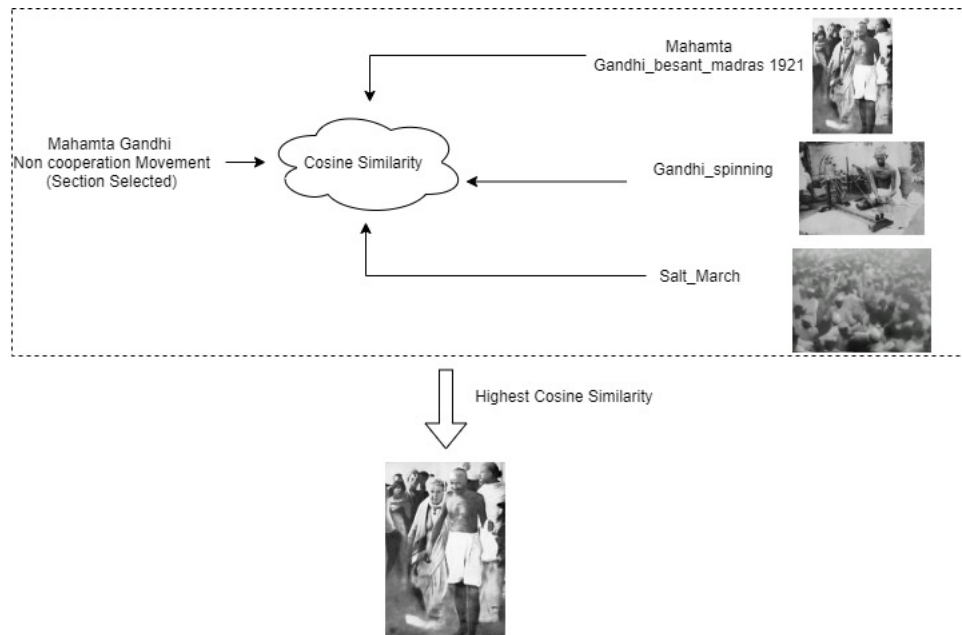 Mahamta
Gandhi_besant_madras 1921
Mahamta Gandhi
Non cooperation Movement
(Section Selected)
Cosine Similarity
Gandhi_spinning
Salt_March
Highest Cosine Similarity